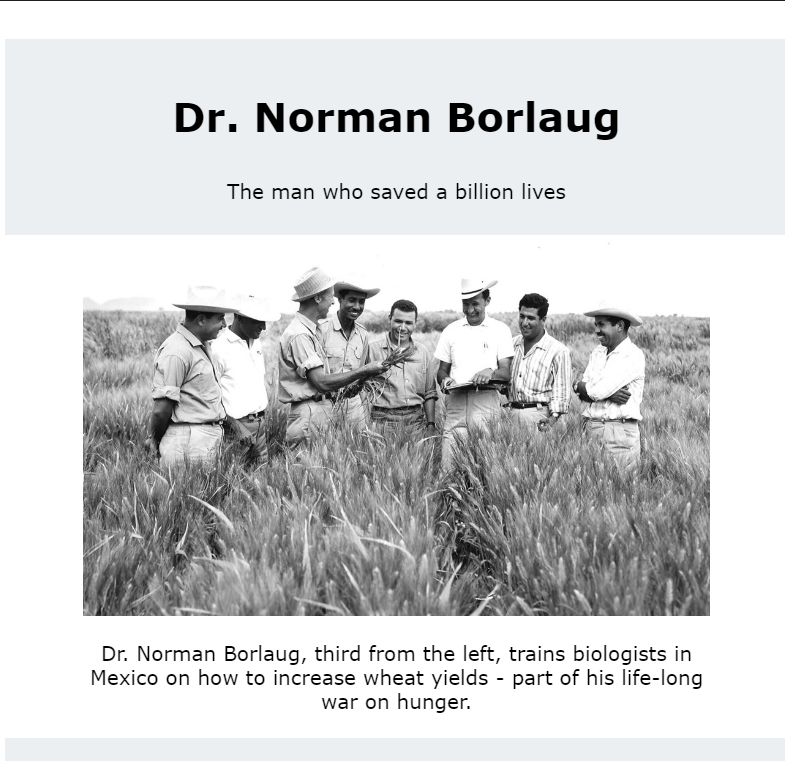 Dr. Norman Borlaug
The man who saved a billion lives
Dr. Norman Borlaug, third from the left, trains biologists in
Mexico on how to increase wheat yields - part of his life-long
war on hunger.